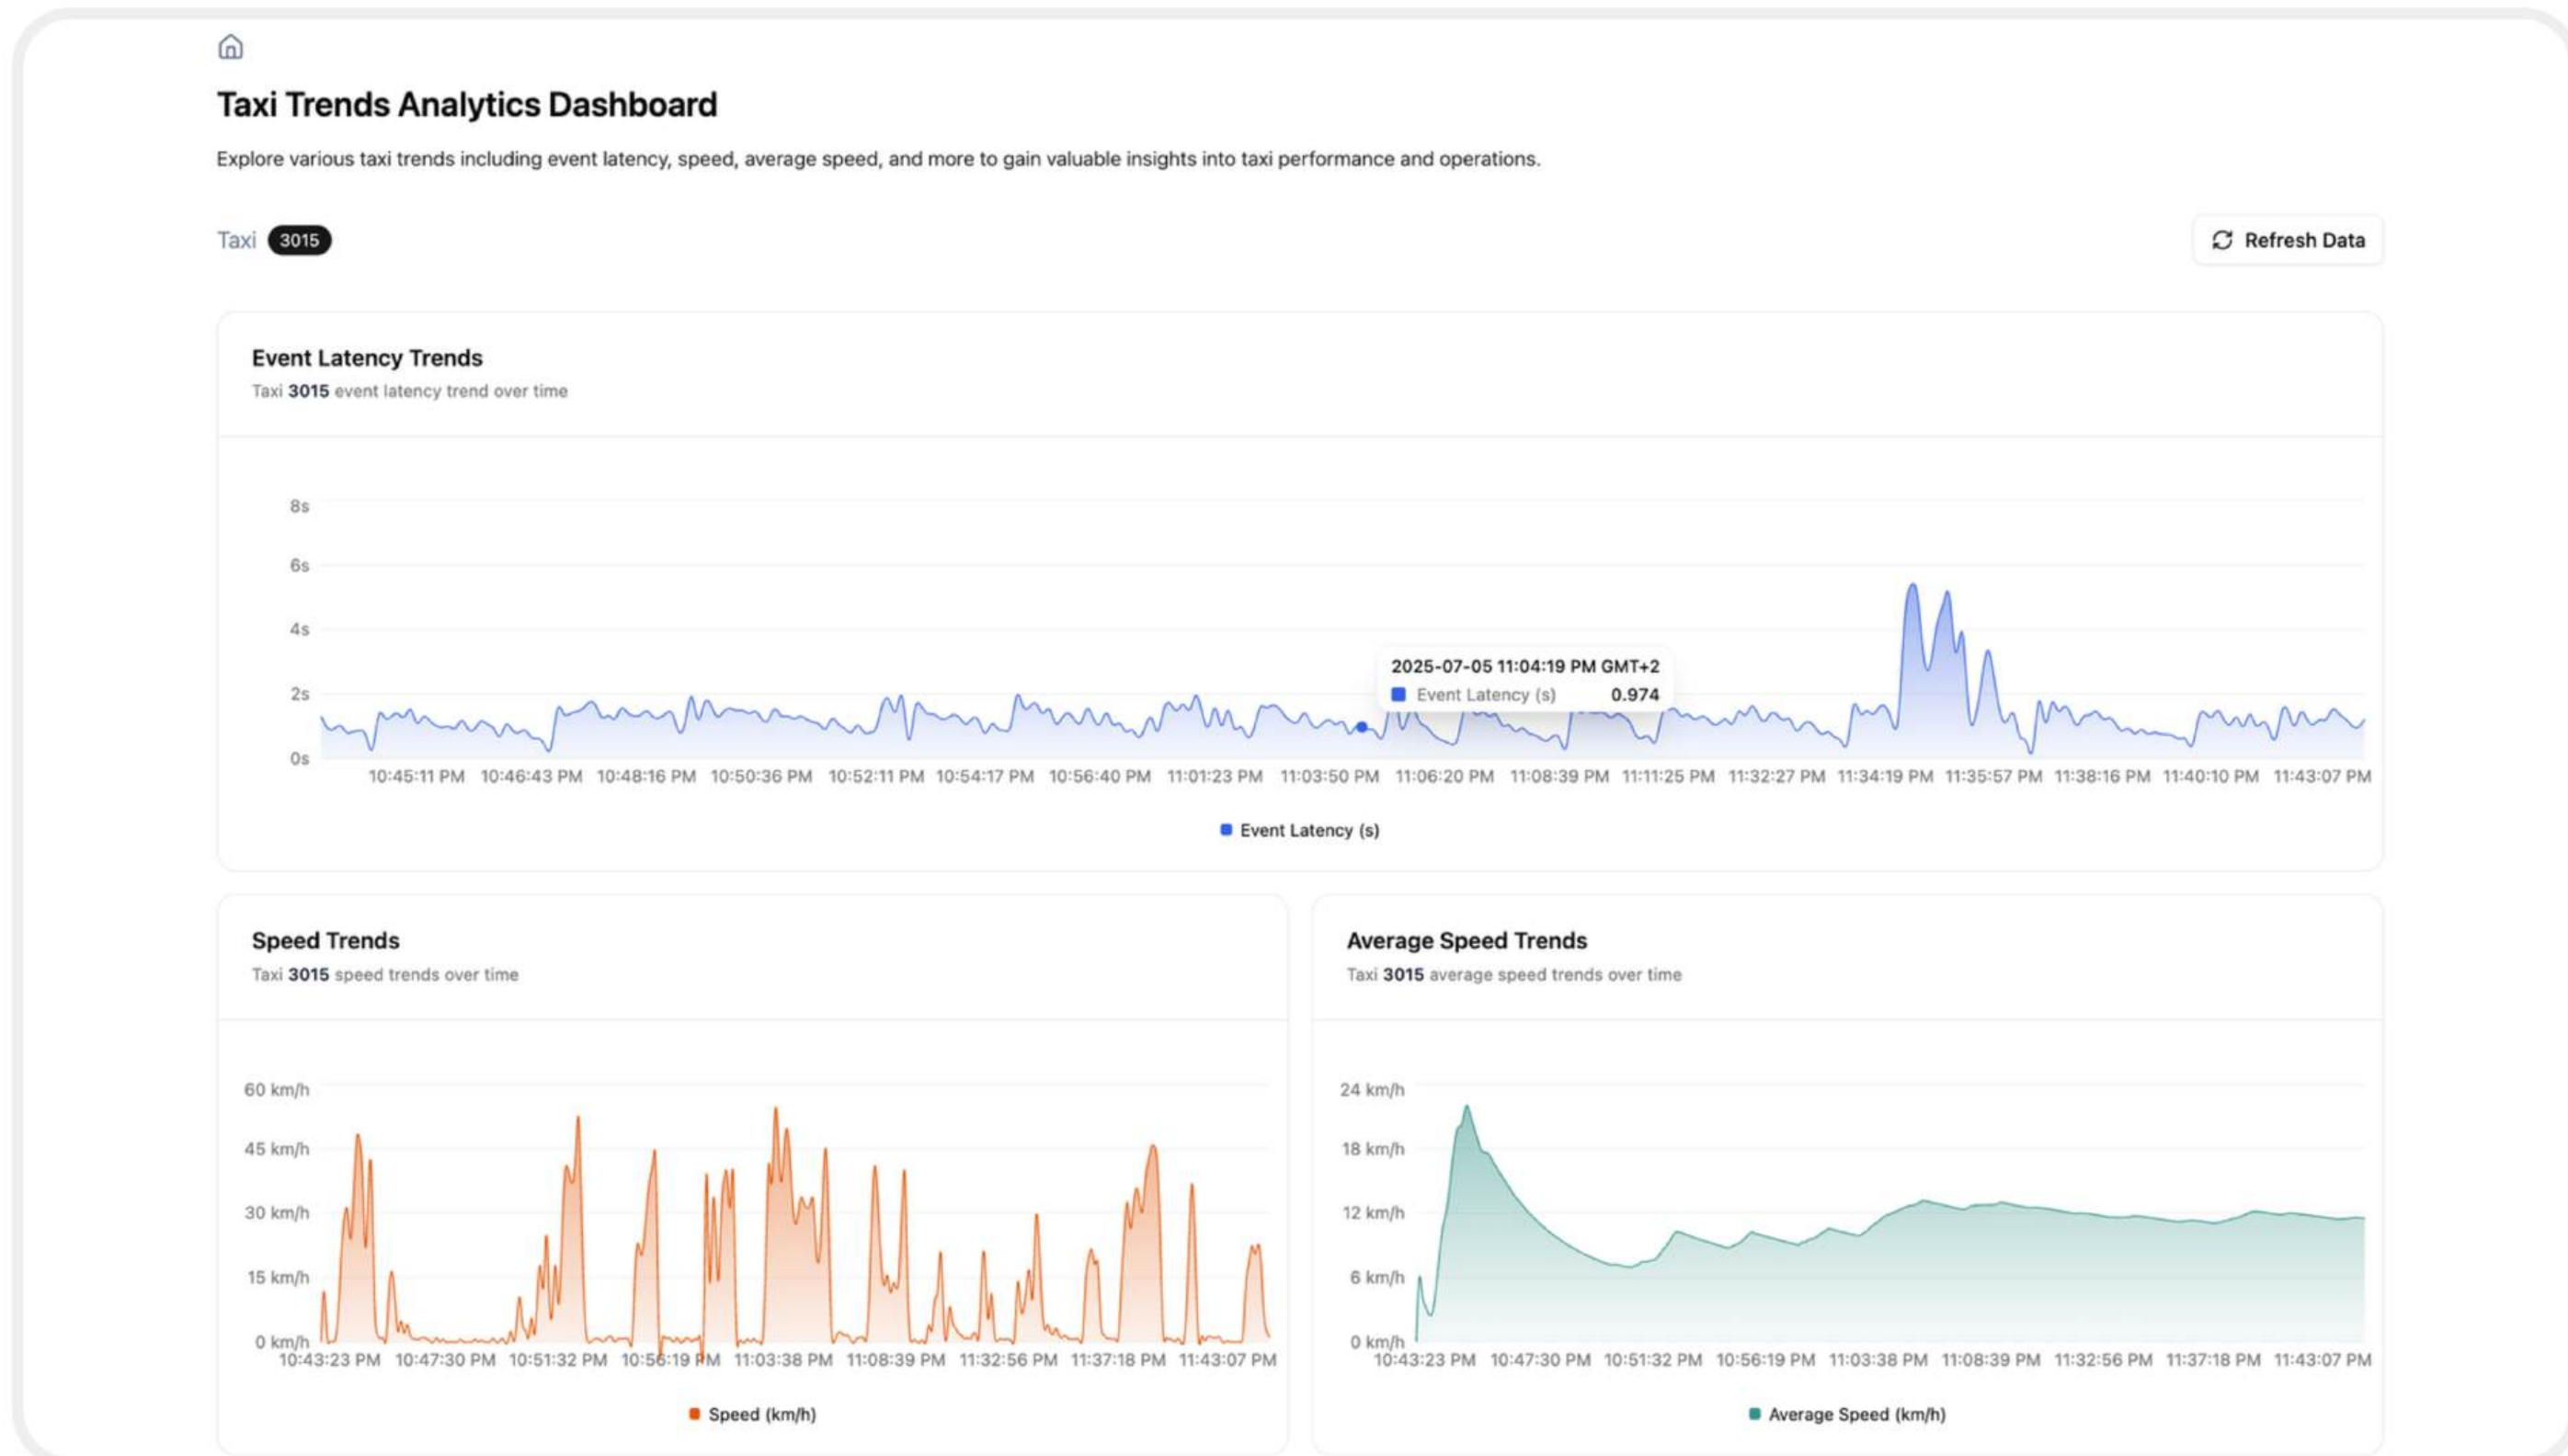 Taxi Trends Analytics Dashboard
Explore various taxi trends including event latency, speed, average speed, and more to gain valuable insights into taxi performance and operations.
Taxi 3015
Refresh Data
Event Latency Trends
Taxi 3015 event latency trend over time
8s
6s
4s
2s
0s
2025-07-05 11:04:19 PM GMT+2
Event Latency (s) 0.974
10:45:11 PM 10:46:43 PM 10:48:16 PM 10:50:36 PM 10:52:11 PM 10:54:17 PM 10:56:40 PM 11:01:23 PM 11:03:50 PM 11:06:20 PM 11:08:39 PM 11:11:25 PM 11:32:27 PM 11:34:19 PM 11:35:57 PM 11:38:16 PM 11:40:10 PM 11:43:07 PM
Event Latency (s)
Speed Trends
Taxi 3015 speed trends over time
60 km/h
45 km/h
30 km/h
15 km/h
0 km/h
10:43:23 PM 10:47:30 PM 10:51:32 PM 10:56:19 PM 11:03:38 PM 11:08:39 PM 11:32:56 PM 11:37:18 PM 11:43:07 PM
Speed (km/h)
Average Speed Trends
Taxi 3015 average speed trends over time
24 km/h
18 km/h
12 km/h
6 km/h
0 km/h
10:43:23 PM 10:47:30 PM 10:51:32 PM 10:56:19 PM 11:03:38 PM 11:08:39 PM 11:32:56 PM 11:37:18 PM 11:43:07 PM
Average Speed (km/h)